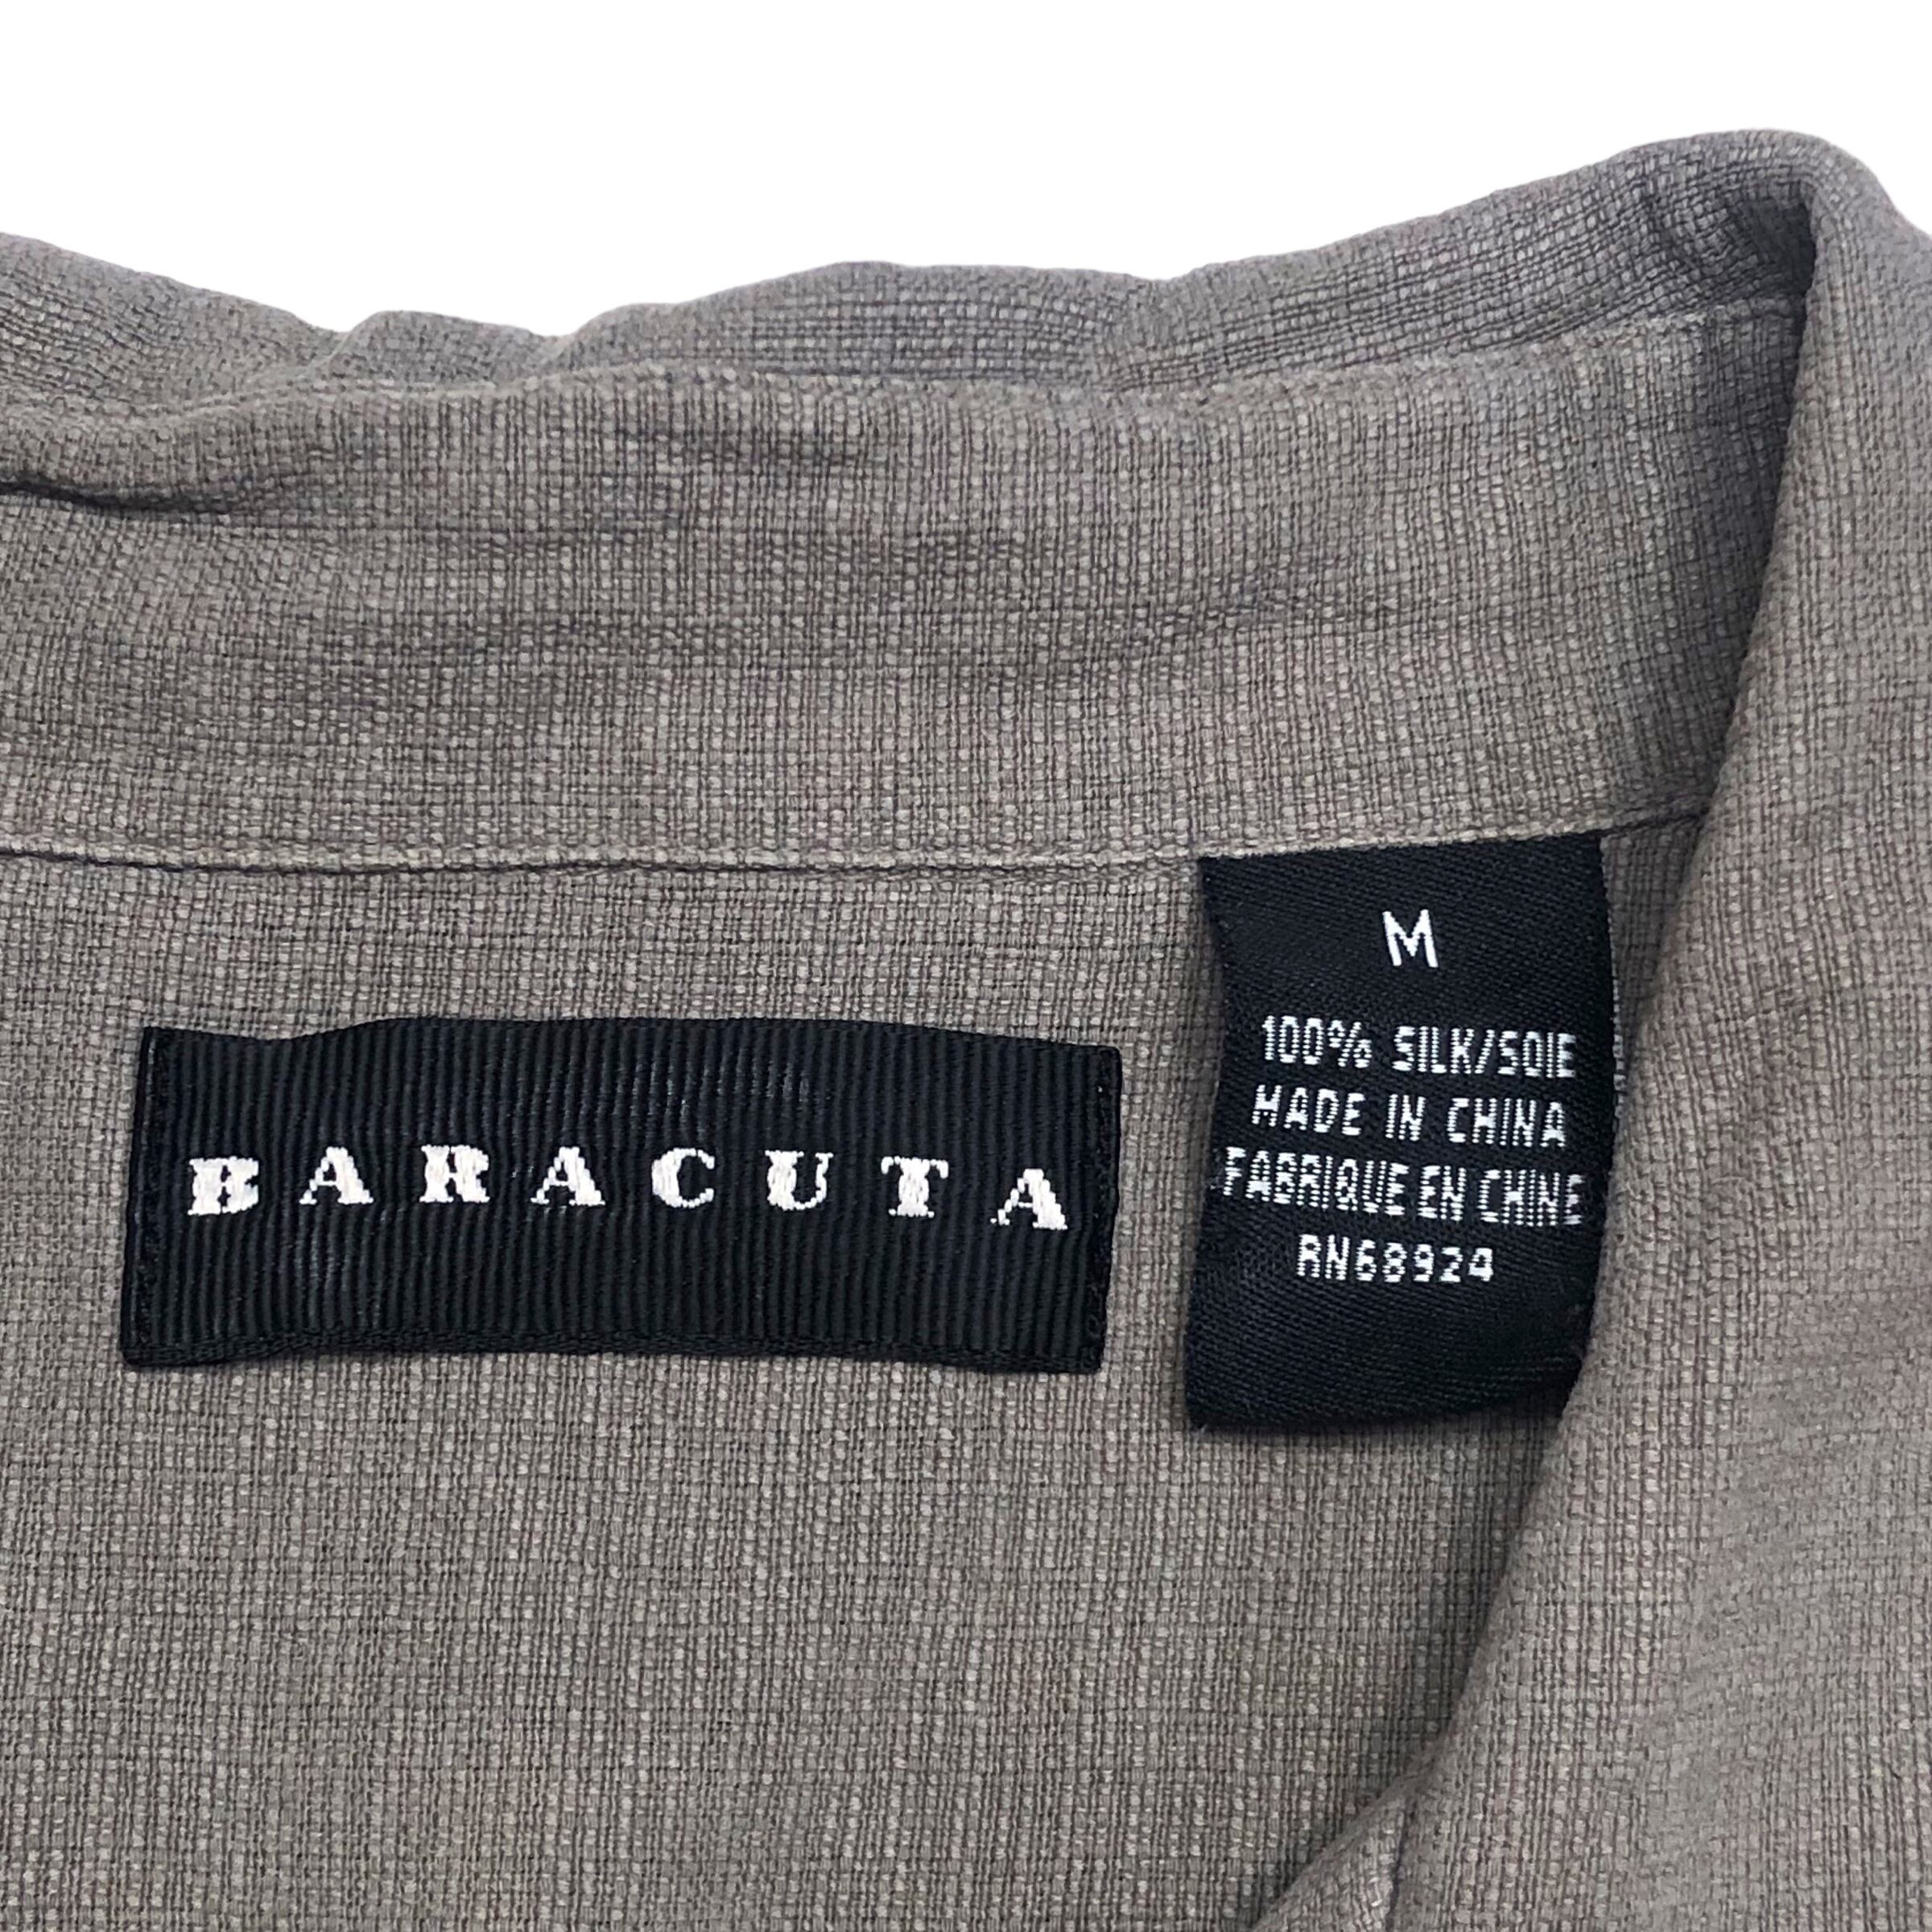 BARACUTA
M
100% SILK/SOIE
MADE IN CHINA
FABRIQUE EN CHINE
RN68924